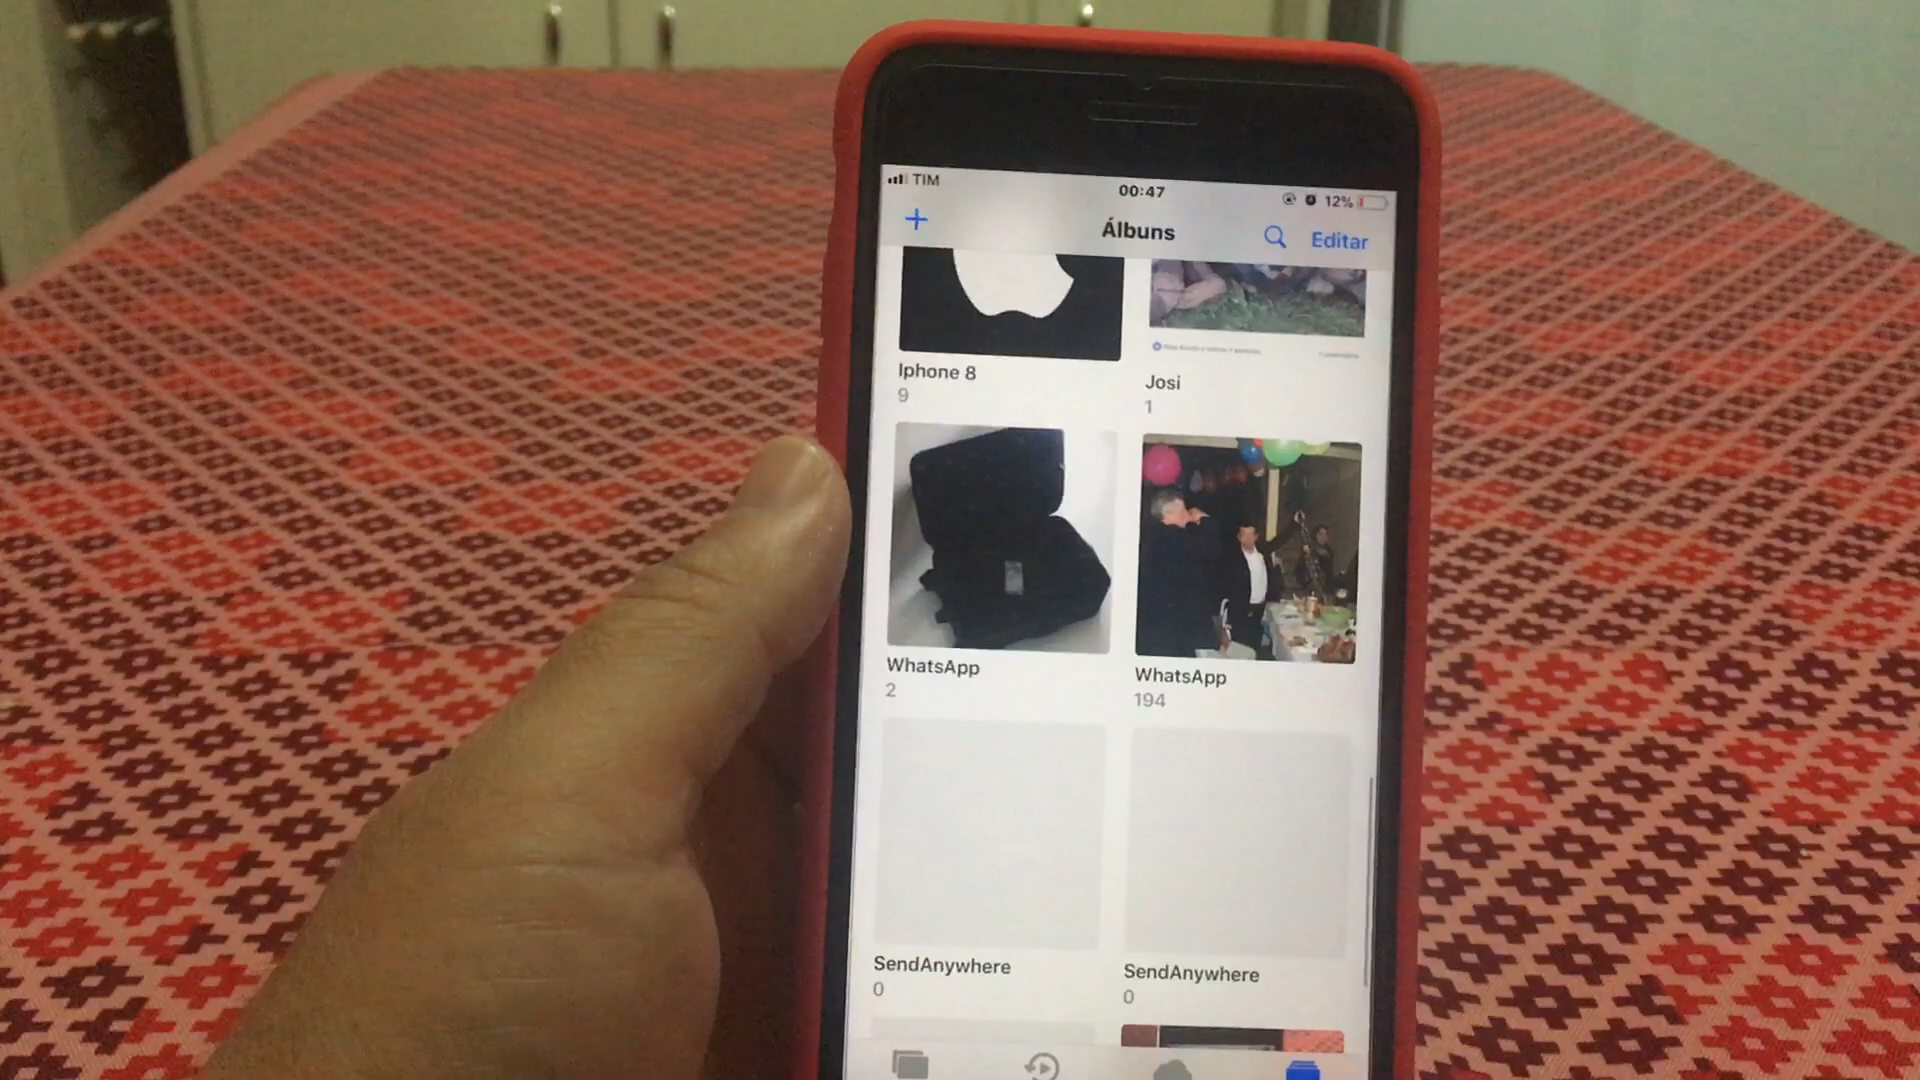 TIM
00:47
12%
+
Álbuns
Editar
Iphone 8
9
Josi
1
WhatsApp
2
WhatsApp
194
SendAnywhere
0
SendAnywhere
0